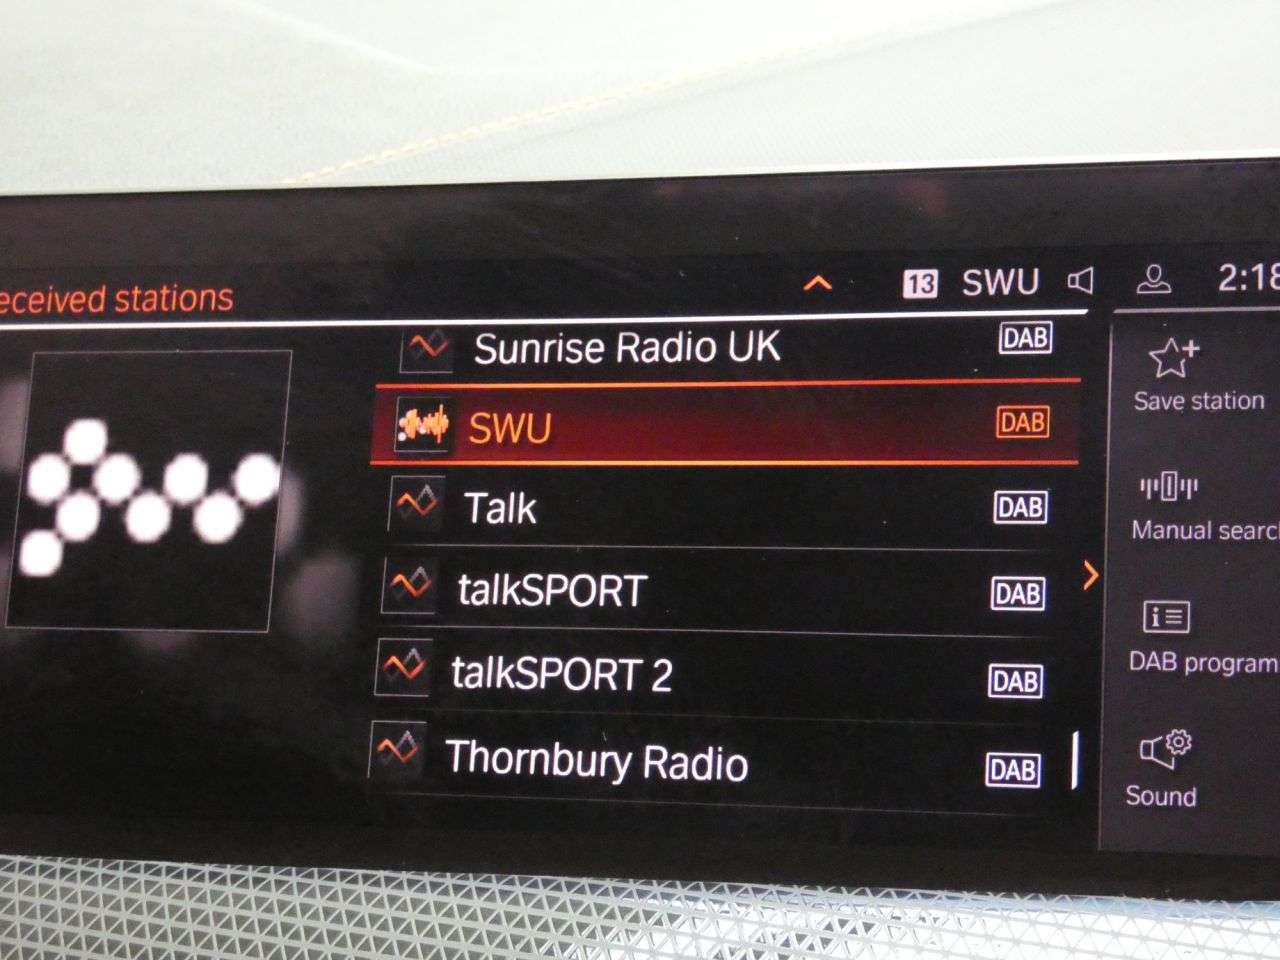 eceived stations
13 SWU
2:18
Sunrise Radio UK DAB
SWU DAB
Talk DAB
talkSPORT DAB
talkSPORT 2 DAB
Thornbury Radio DAB
Save station
Manual searc
DAB program
Sound